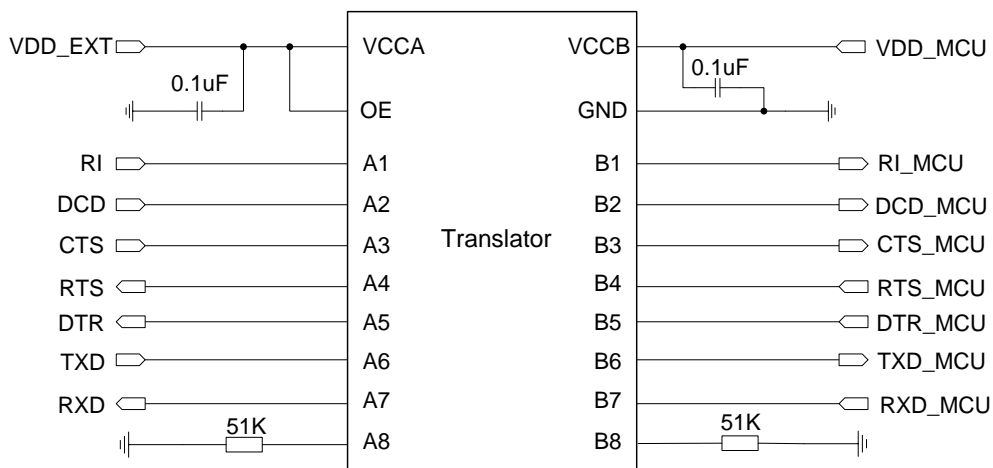 VDD_EXT VCCA VCCB VDD_MCU
0.1uF 0.1uF
OE GND
RI A1 B1 RI_MCU
DCD A2 B2 DCD_MCU
CTS A3 B3 CTS_MCU
Translator
RTS A4 B4 RTS_MCU
DTR A5 B5 DTR_MCU
TXD A6 B6 TXD_MCU
RXD A7 B7 RXD_MCU
51K A8 B8 51K